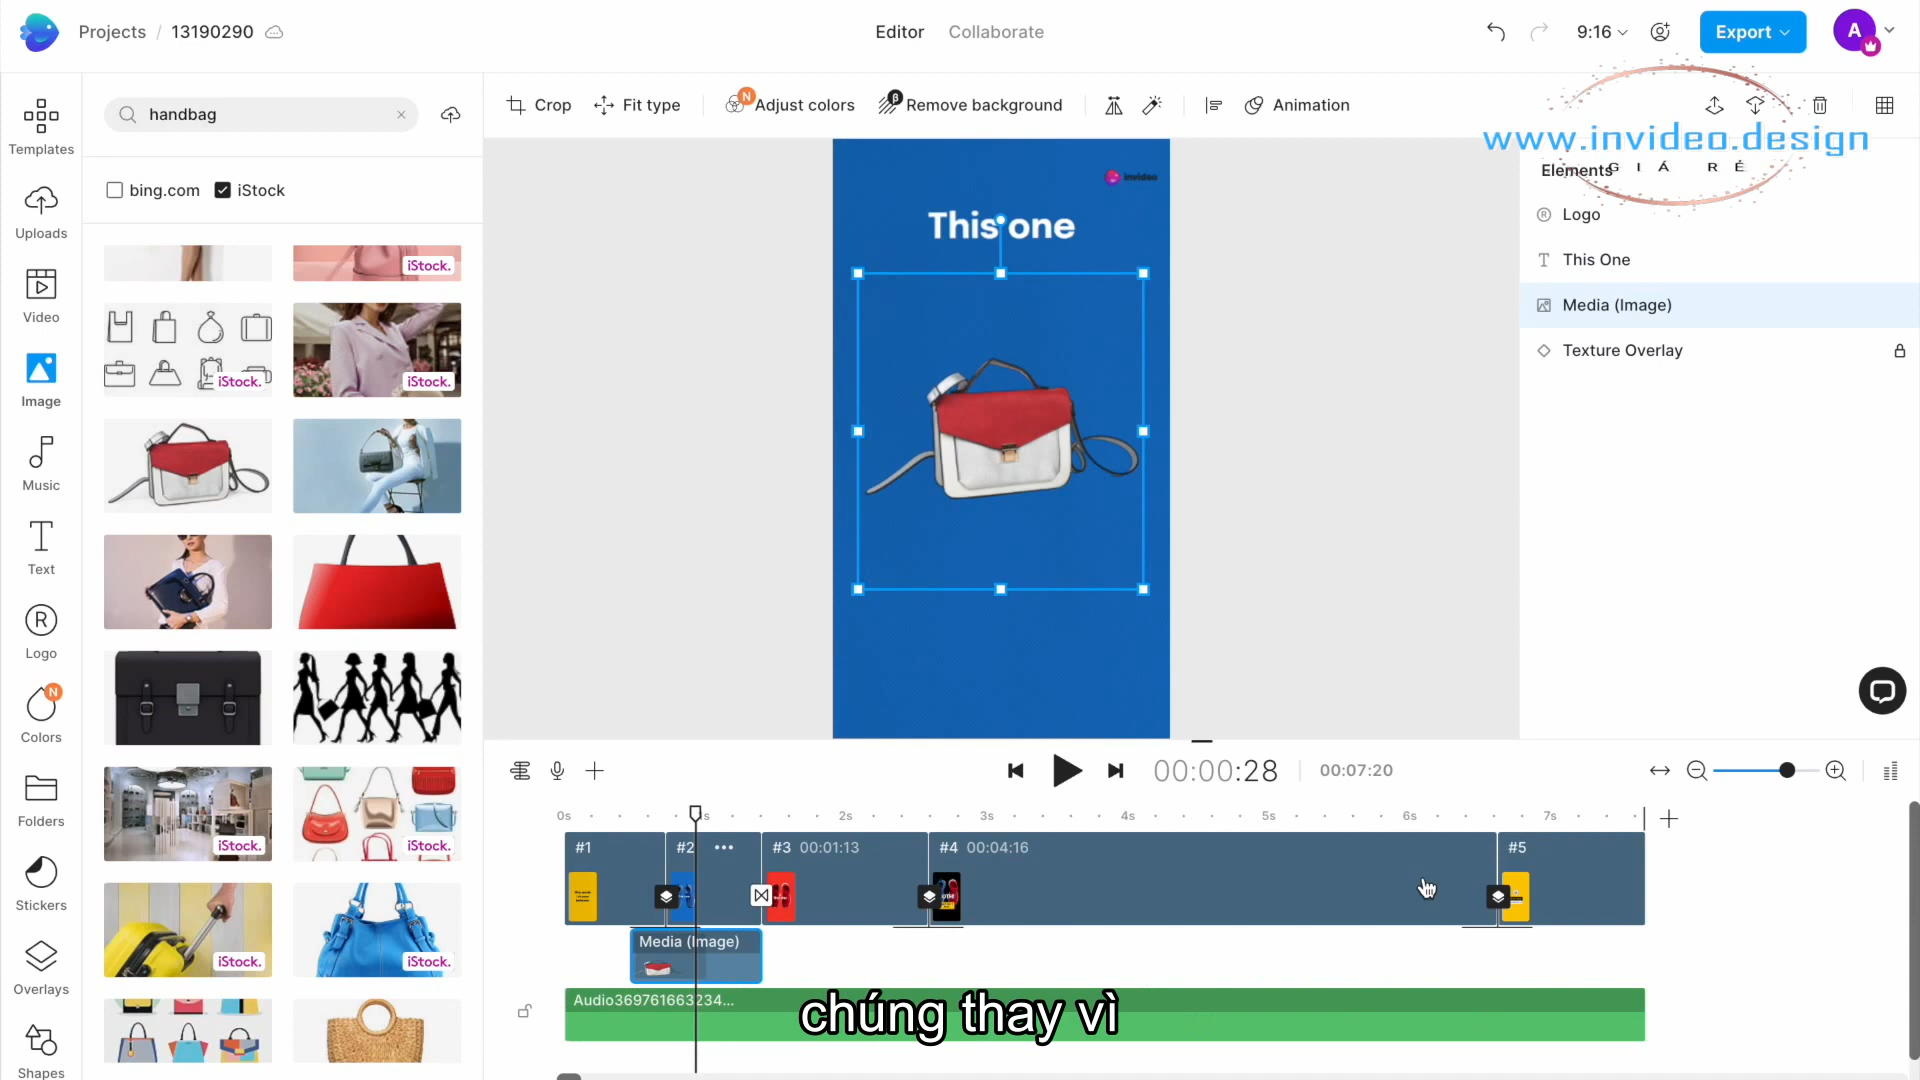 Projects / 13190290
Editor
Collaborate
9:16
Export
A
Templates
Uploads
Video
Image
Music
Text
Logo
Colors
N
Folders
Stickers
Overlays
Shapes
handbag
bing.com
iStock
iStock.
iStock.
iStock.
iStock.
iStock.
iStock.
iStock.
Crop
Fit type
N
Adjust colors
β
Remove background
Animation
www.invideo.design
GIÁ RẺ
invideo
This one
Elements
Logo
This One
Media (Image)
Texture Overlay
00:00:28
00:07:20
0s
2s
3s
4s
5s
6s
7s
#1
#2
#3 00:01:13
#4 00:04:16
#5
Media (Image)
Audio369761663234...
chúng thay vì